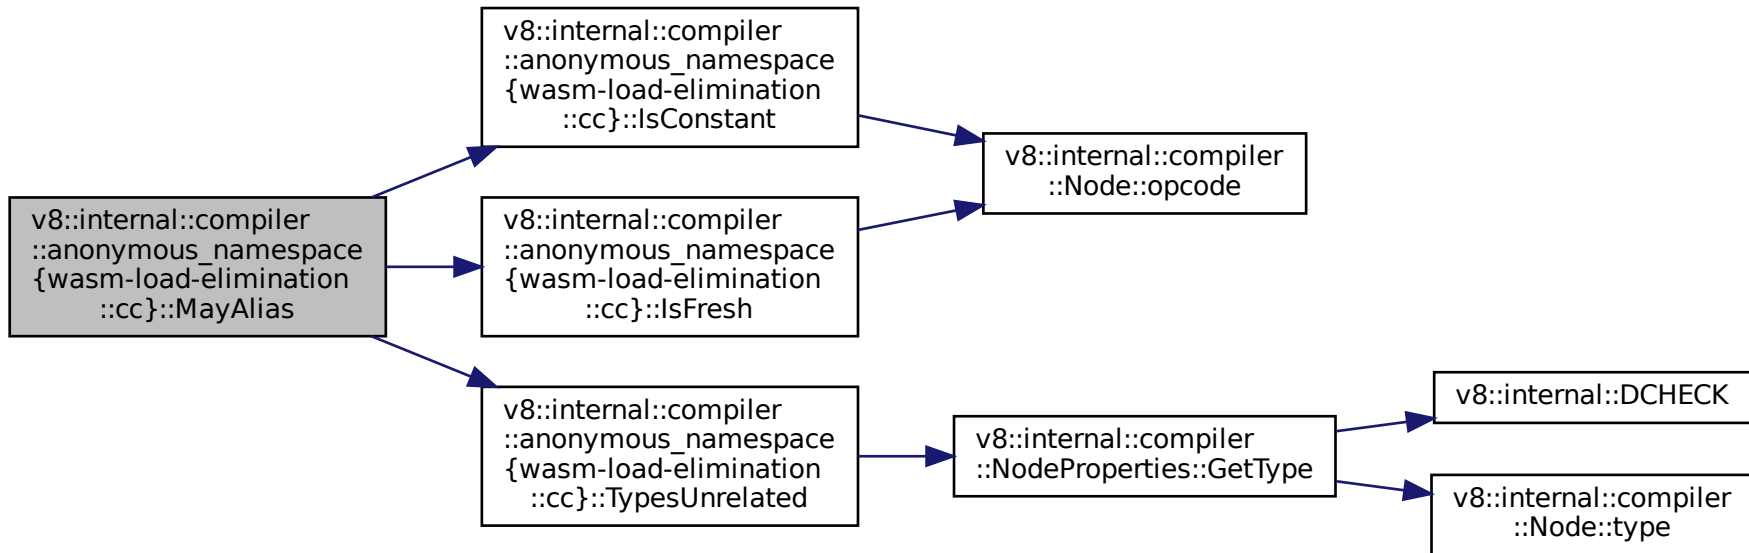 v8::internal::compiler
::anonymous_namespace
{wasm-load-elimination
::cc}::MayAlias
v8::internal::compiler
::anonymous_namespace
{wasm-load-elimination
::cc}::IsConstant
v8::internal::compiler
::anonymous_namespace
{wasm-load-elimination
::cc}::IsFresh
v8::internal::compiler
::anonymous_namespace
{wasm-load-elimination
::cc}::TypesUnrelated
v8::internal::compiler
::Node::opcode
v8::internal::compiler
::NodeProperties::GetType
v8::internal::DCHECK
v8::internal::compiler
::Node::type